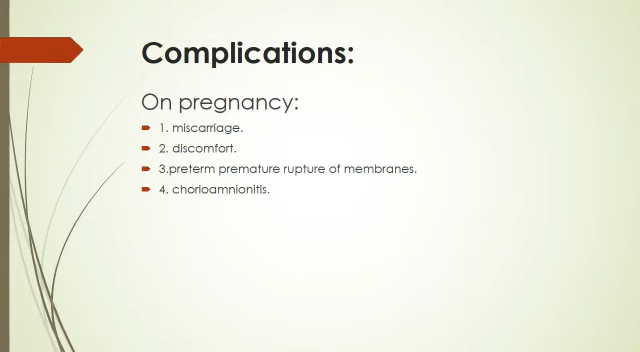 Complications:
On pregnancy:
1. miscarriage.
2. discomfort.
3.preterm premature rupture of membranes.
4. chorioamnionitis.